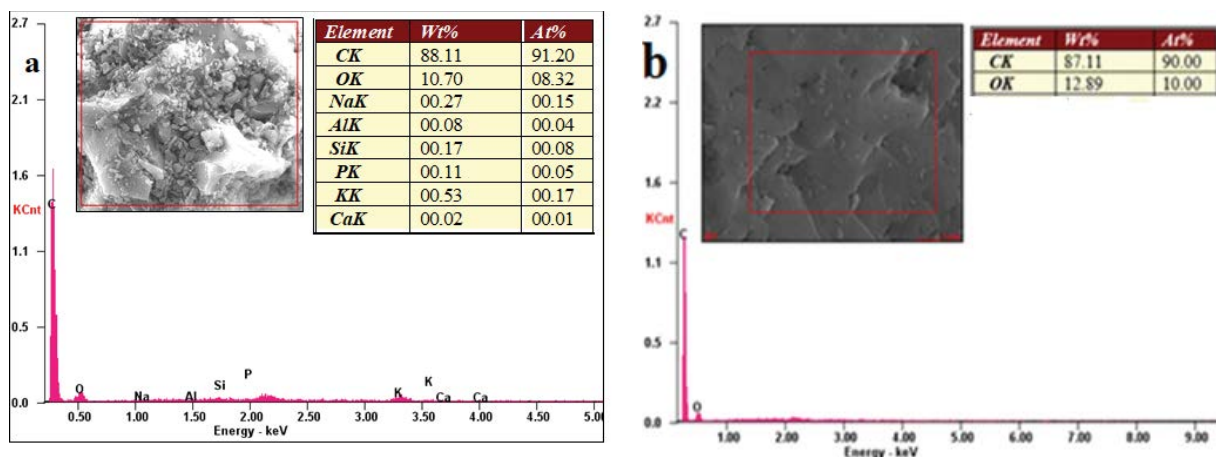 a
Element Wt% At%
CK 88.11 91.20
OK 10.70 08.32
NaK 00.27 00.15
AlK 00.08 00.04
SiK 00.17 00.08
PK 00.11 00.05
KK 00.53 00.17
CaK 00.02 00.01
2.7
2.1
1.6
KCnt
1.1
0.5
0.0
C
O
Na
Al
Si
P
K
K
Ca
Ca
0.50 1.00 1.50 2.00 2.50 3.00 3.50 4.00 4.50 5.0
Energy - keV
b
Element Wt% At%
CK 87.11 90.00
OK 12.89 10.00
2.7
2.2
1.6
KCnt
1.1
0.5
0.0
C
O
1.00 2.00 3.00 4.00 5.00 6.00 7.00 8.00 9.00
Energy - keV